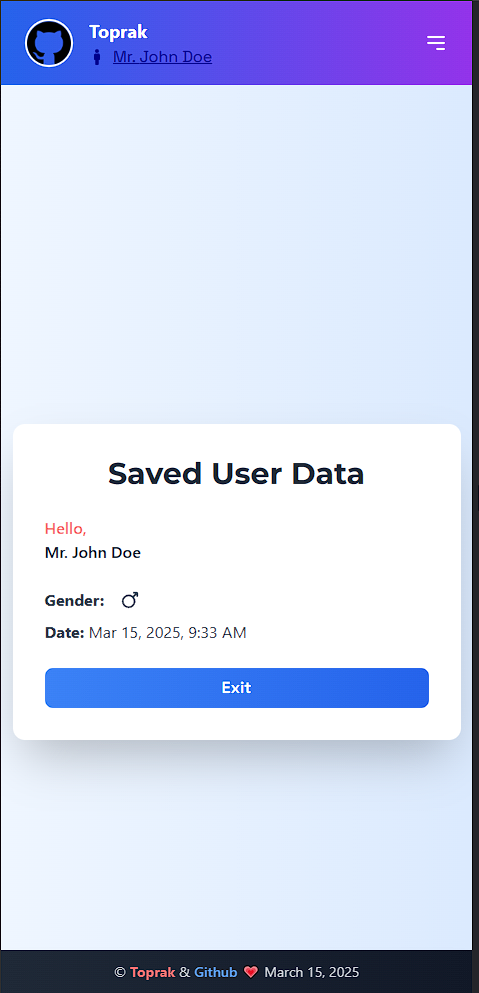 Toprak
Mr. John Doe
Saved User Data
Hello,
Mr. John Doe
Gender:
Date: Mar 15, 2025, 9:33 AM
Exit
© Toprak & Github ❤️ March 15, 2025